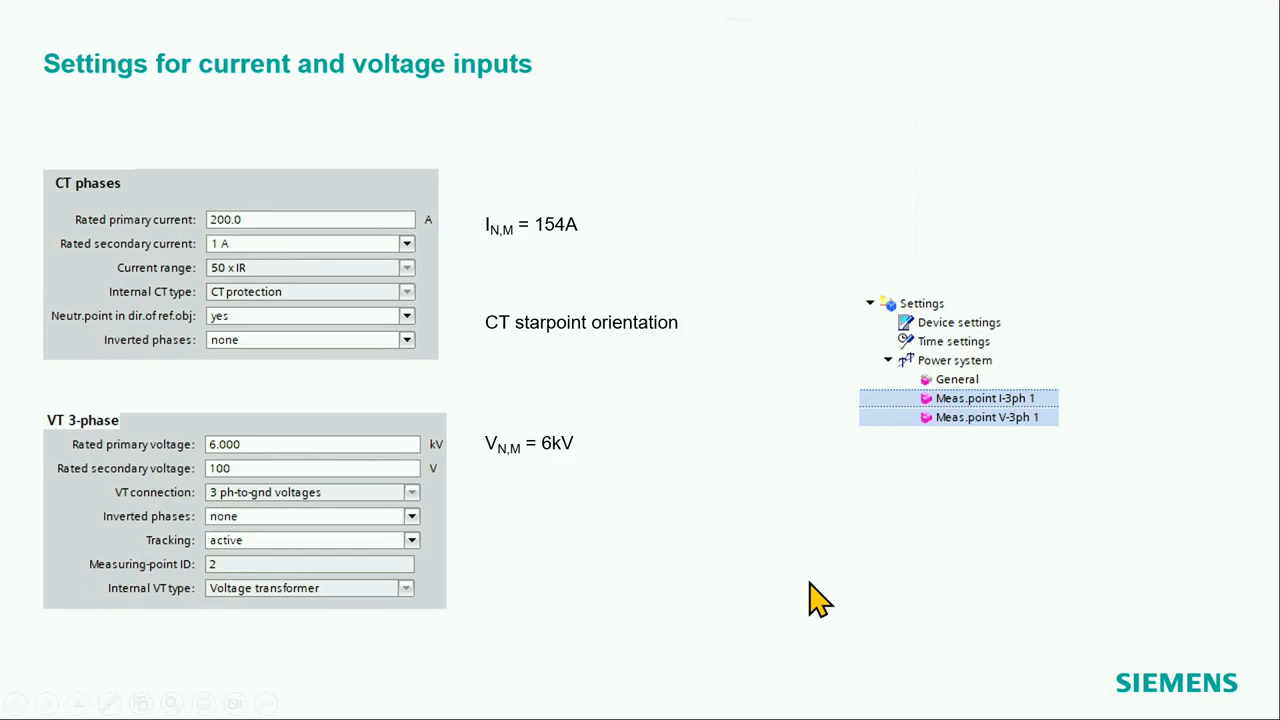 Settings for current and voltage inputs
CT phases
Rated primary current: 200.0 A
Rated secondary current: 1 A
Current range: 50 x IR
Internal CT type: CT protection
Neutr.point in dir.of ref.obj: yes
Inverted phases: none
IN,M = 154A
CT starpoint orientation
VT 3-phase
Rated primary voltage: 6.000 kV
Rated secondary voltage: 100 V
VT connection: 3 ph-to-gnd voltages
Inverted phases: none
Tracking: active
Measuring-point ID: 2
Internal VT type: Voltage transformer
VN,M = 6kV
Settings
Device settings
Time settings
Power system
General
Meas.point I-3ph 1
Meas.point V-3ph 1
SIEMENS